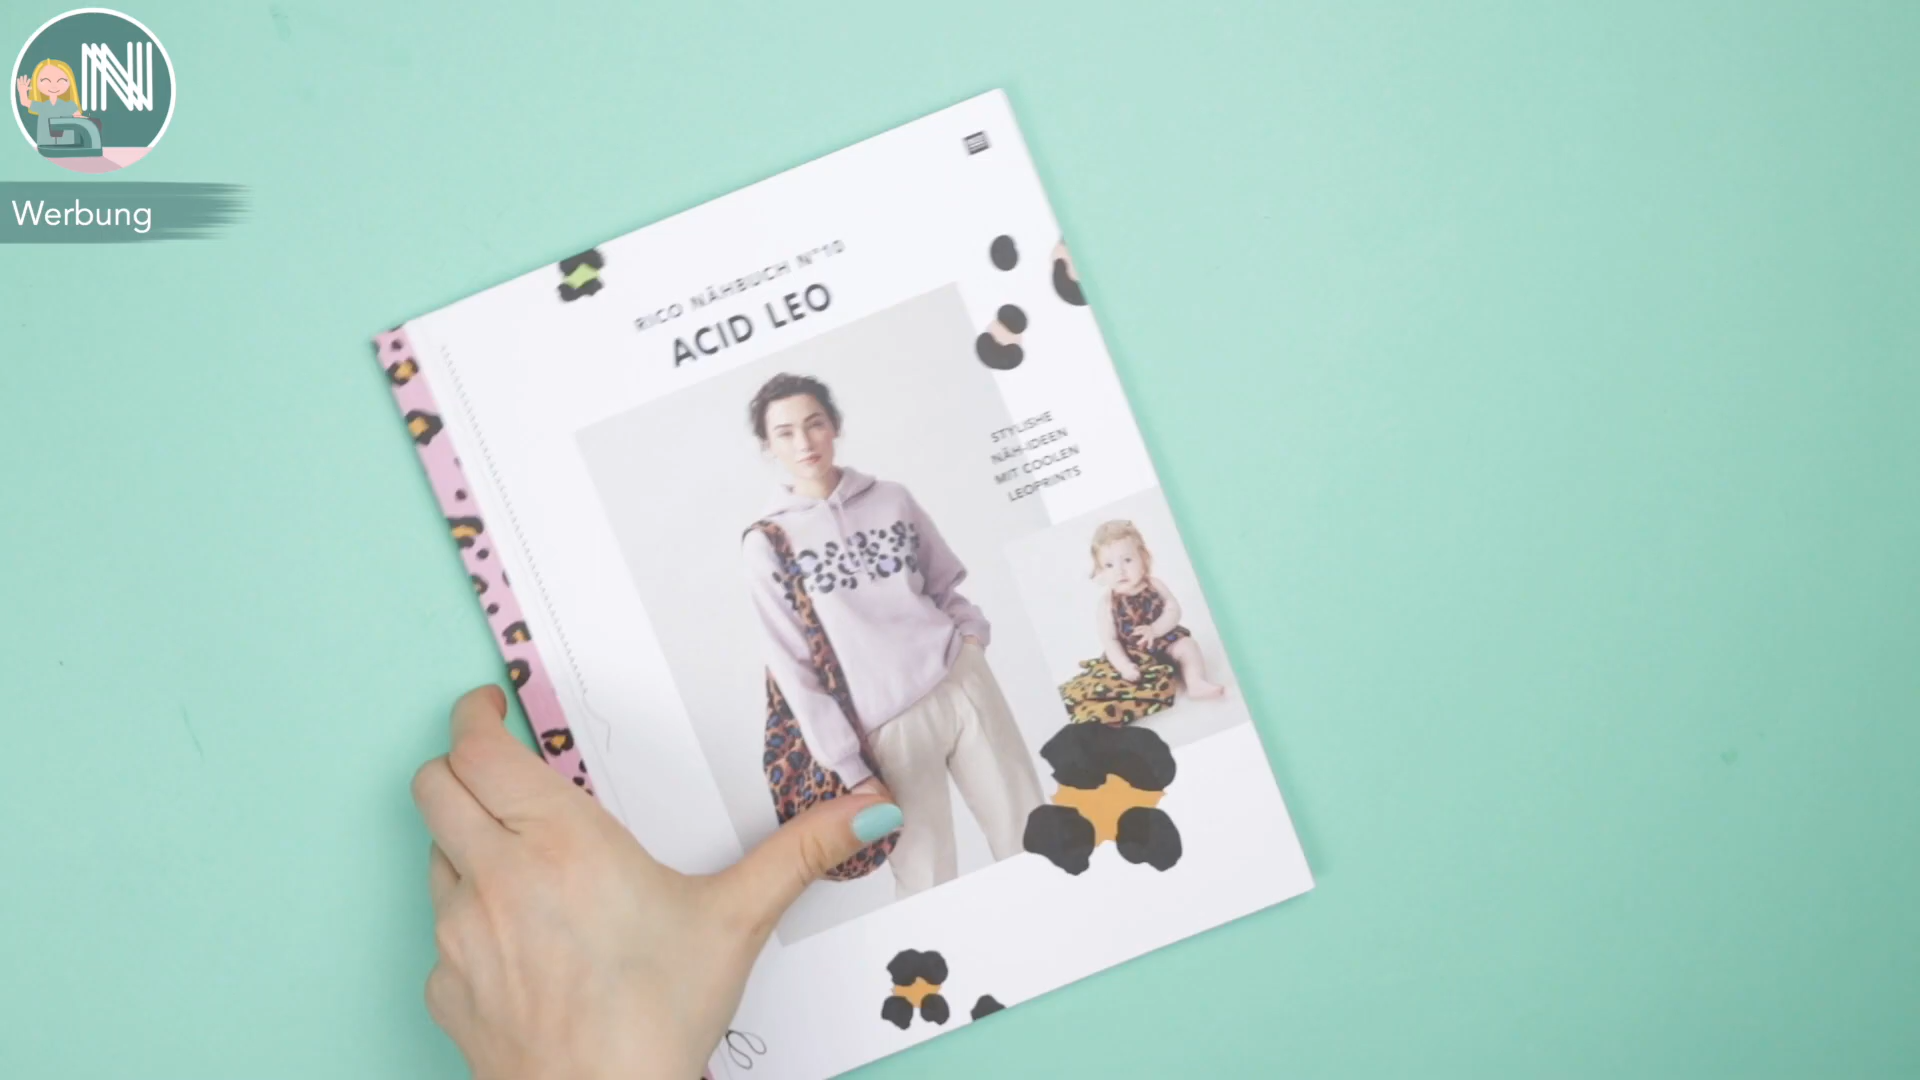 N
Werbung
RICO NÄHBUCH N°10
ACID LEO
STYLISHE
NÄH-IDEEN
MIT COOLEN
LEOPRINTS